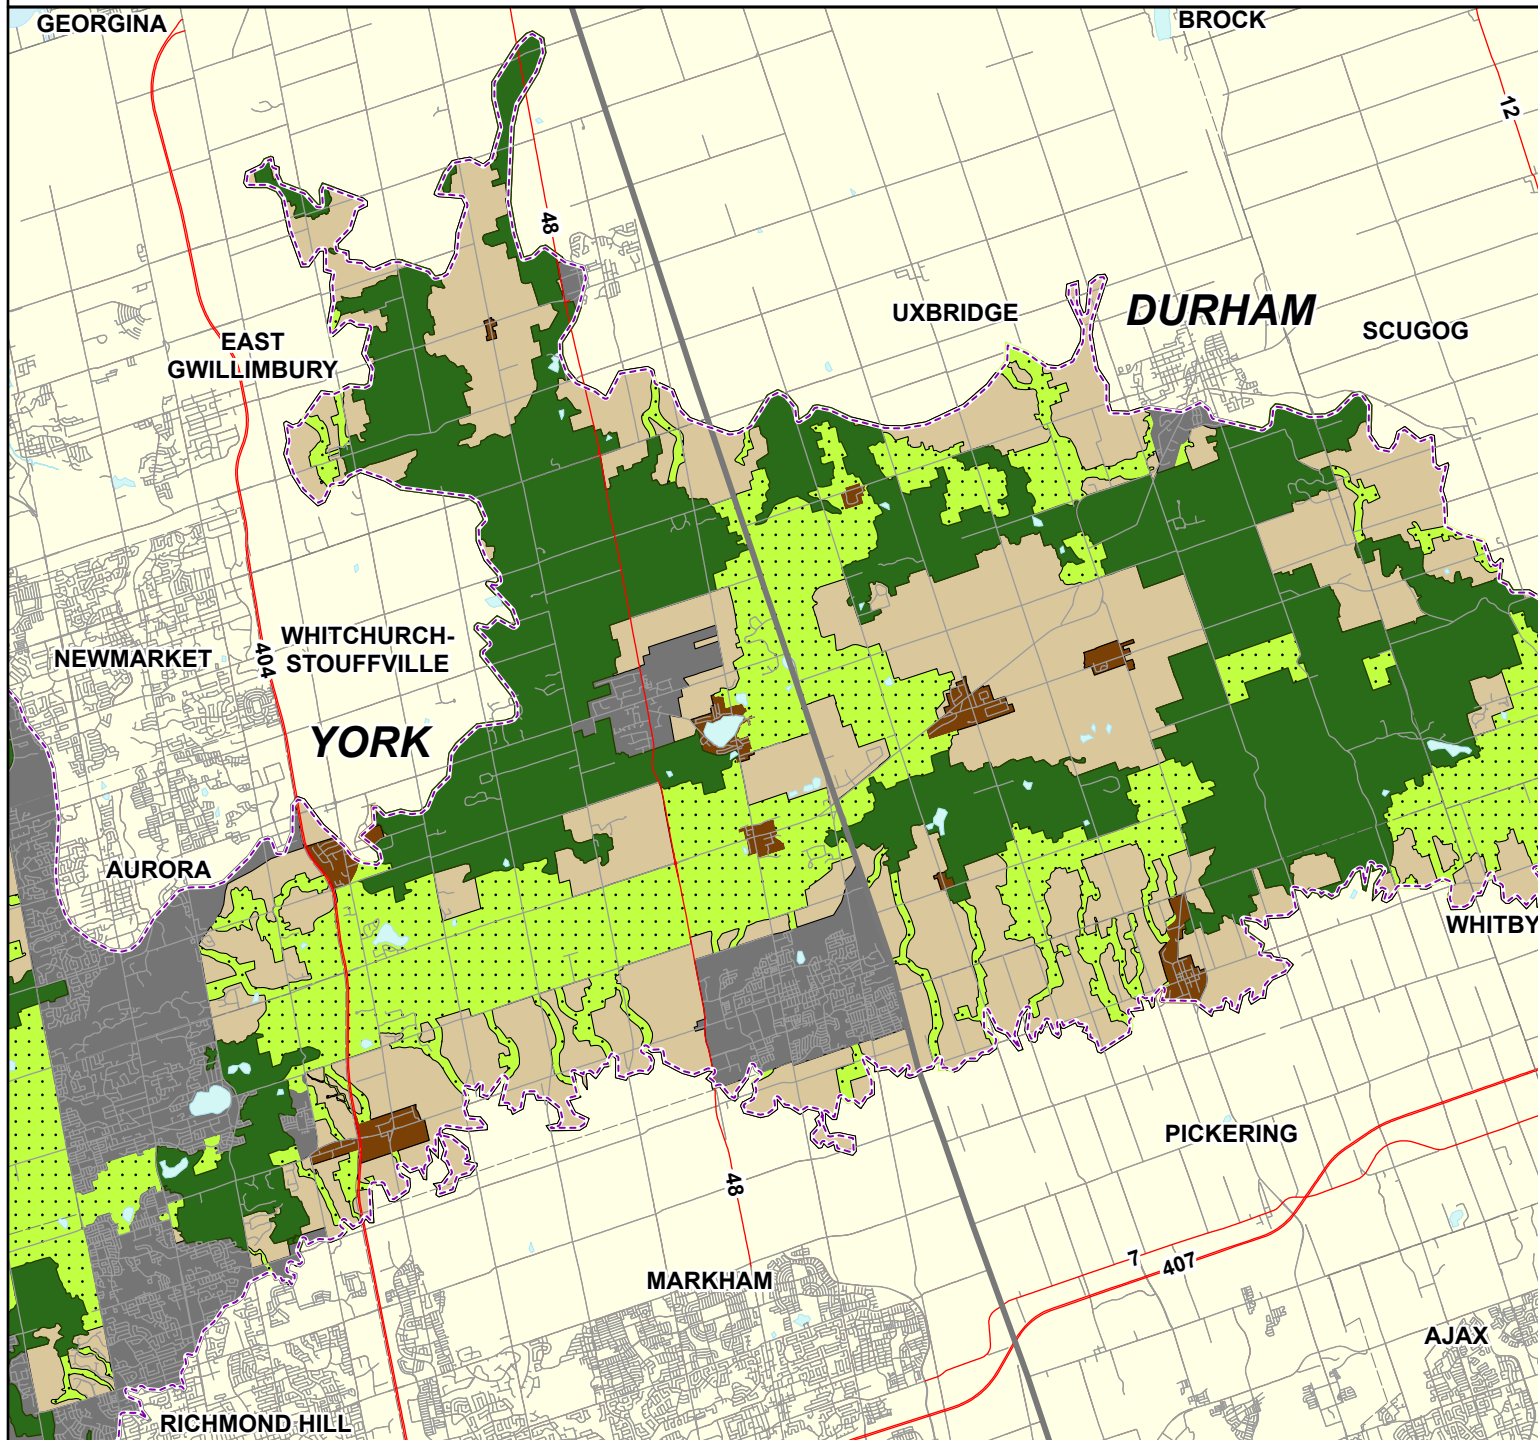 GEORGINA
BROCK
12
48
UXBRIDGE
DURHAM
SCUGOG
EAST
GWILLIMBURY
404
WHITCHURCH-
STOUFFVILLE
NEWMARKET
YORK
AURORA
WHITBY
PICKERING
48
7
407
MARKHAM
AJAX
RICHMOND HILL